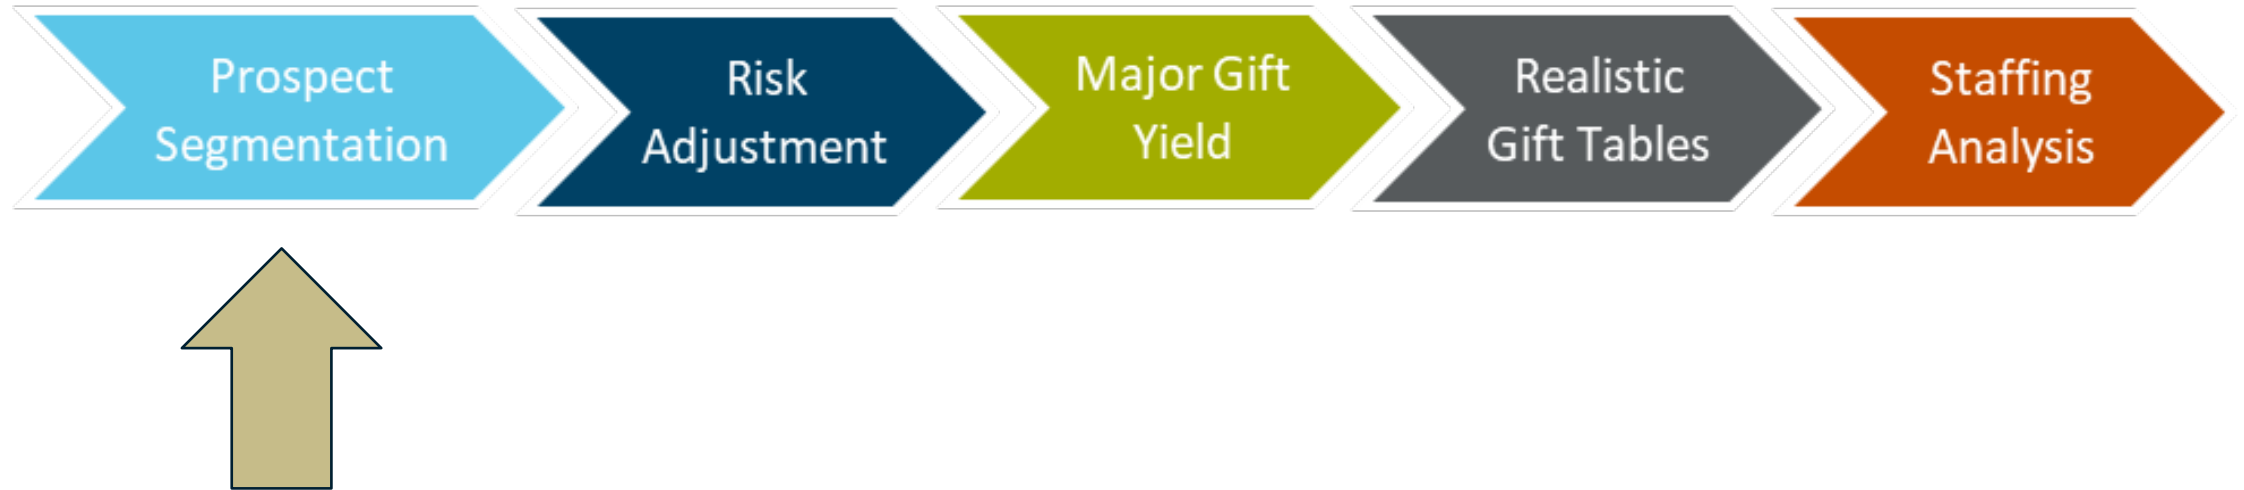 Prospect
Segmentation
Risk
Adjustment
Major Gift
Yield
Realistic
Gift Tables
Staffing
Analysis